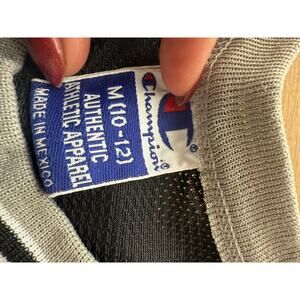 Champion®
M(10-12)
AUTHENTIC
ATHLETIC APPAREL
MADE IN MEXICO